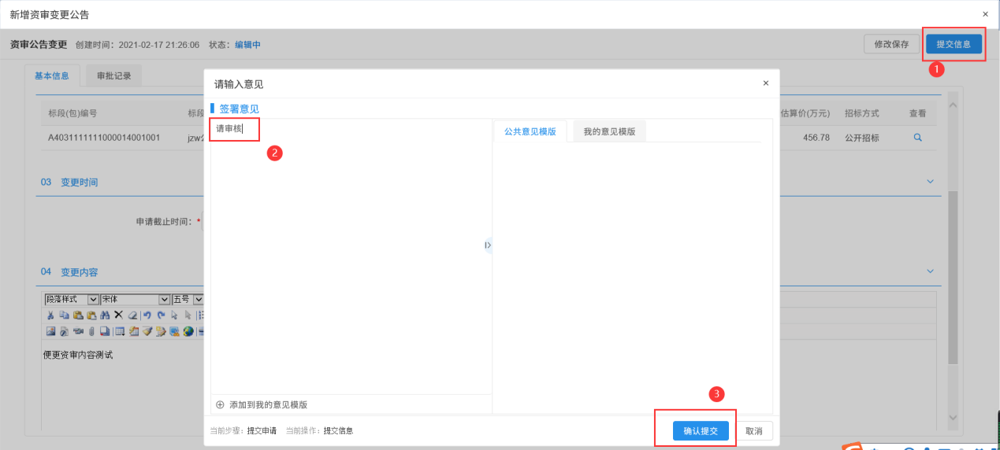 新增资审变更公告
资审公告变更 创建时间：2021-02-17 21:26:06 状态：编辑中 修改保存 提交信息
1
基本信息 审批记录
请输入意见
标段(包)编号 标段 估算价(万元) 招标方式 查看
A4031111111000014001001 jzw公 456.78 公开招标
签署意见
请审核
2
公共意见模版 我的意见模版
03 变更时间
申请截止时间：*
04 变更内容
段落样式 宋体 五号
便更资审内容测试
添加到我的意见模版
3
当前步骤：提交申请 当前操作：提交信息 确认提交 取消